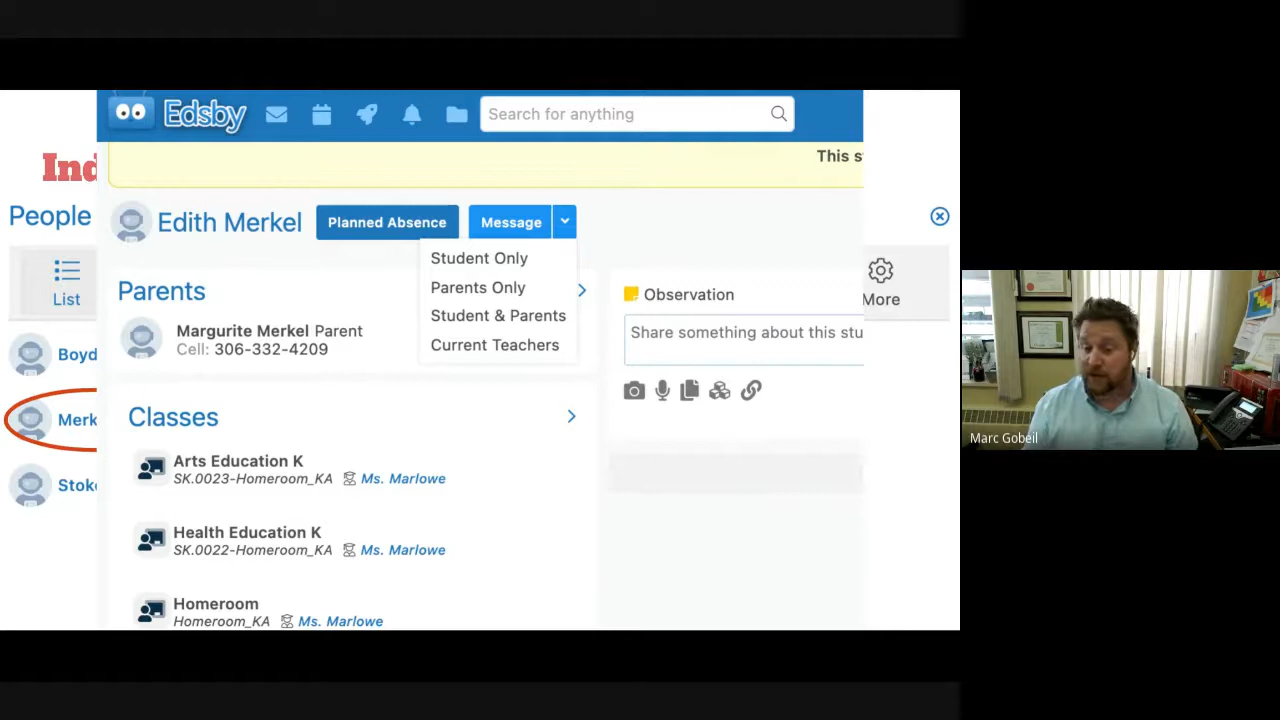 Edsby
Search for anything
This s
Ind
People
Edith Merkel
Planned Absence
Message
Student Only
Parents Only
Student & Parents
Current Teachers
List
Parents
Margurite Merkel Parent
Cell: 306-332-4209
Observation
Share something about this stu
More
Boyd
Merk
Stok
Classes
Arts Education K
SK.0023-Homeroom_KA Ms. Marlowe
Health Education K
SK.0022-Homeroom_KA Ms. Marlowe
Homeroom
Homeroom_KA Ms. Marlowe
Marc Gobeil